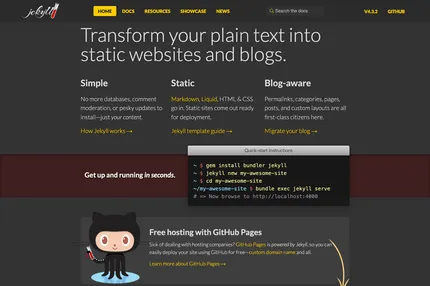 jekyll
HOME DOCS RESOURCES SHOWCASE NEWS
Search the docs
V4.3.2 GITHUB
Transform your plain text into
static websites and blogs.
Simple
No more databases, comment
moderation, or pesky updates to
install—just your content.
How Jekyll works →
Static
Markdown, Liquid, HTML & CSS
go in. Static sites come out ready
for deployment.
Jekyll template guide →
Blog-aware
Permalinks, categories, pages,
posts, and custom layouts are all
first-class citizens here.
Migrate your blog →
Get up and running in seconds.
Quick-start Instructions
~ $ gem install bundler jekyll
~ $ jekyll new my-awesome-site
~ $ cd my-awesome-site
~/my-awesome-site $ bundle exec jekyll serve
# => Now browse to http://localhost:4000
Free hosting with GitHub Pages
Sick of dealing with hosting companies? GitHub Pages is powered by Jekyll, so you can
easily deploy your site using GitHub for free—custom domain name and all.
Learn more about GitHub Pages →